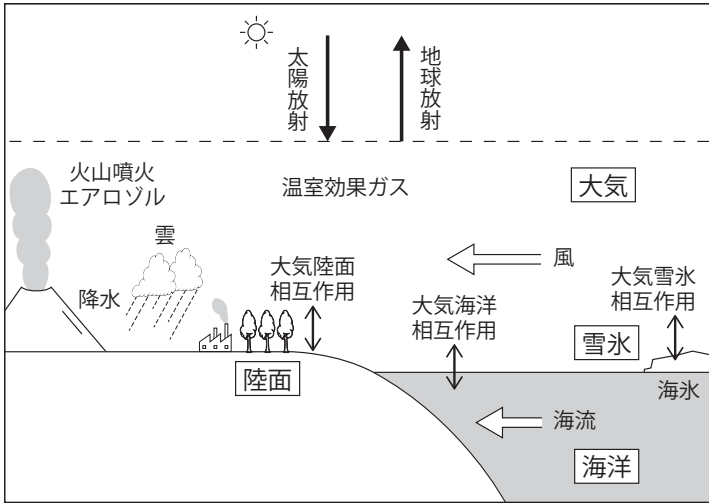 太陽放射
地球放射
火山噴火
エアロゾル
温室効果ガス
大気
雲
風
大気陸面
相互作用
大気雪氷
相互作用
降水
大気海洋
相互作用
雪氷
陸面
海氷
海流
海洋